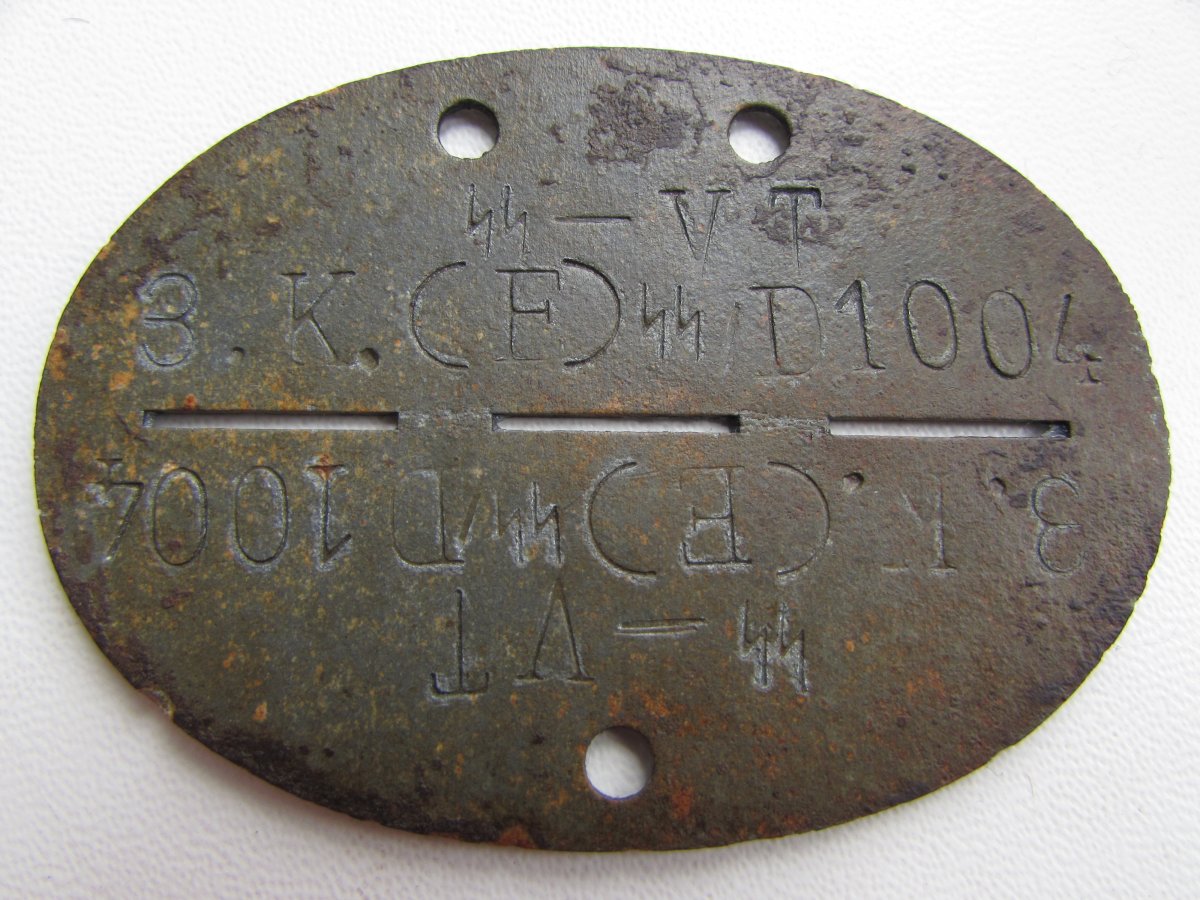 ᛋᛋ - VT
3. K. (E) ᛋᛋ/D1004
3. K. (E) ᛋᛋ/D1004
ᛋᛋ - VT